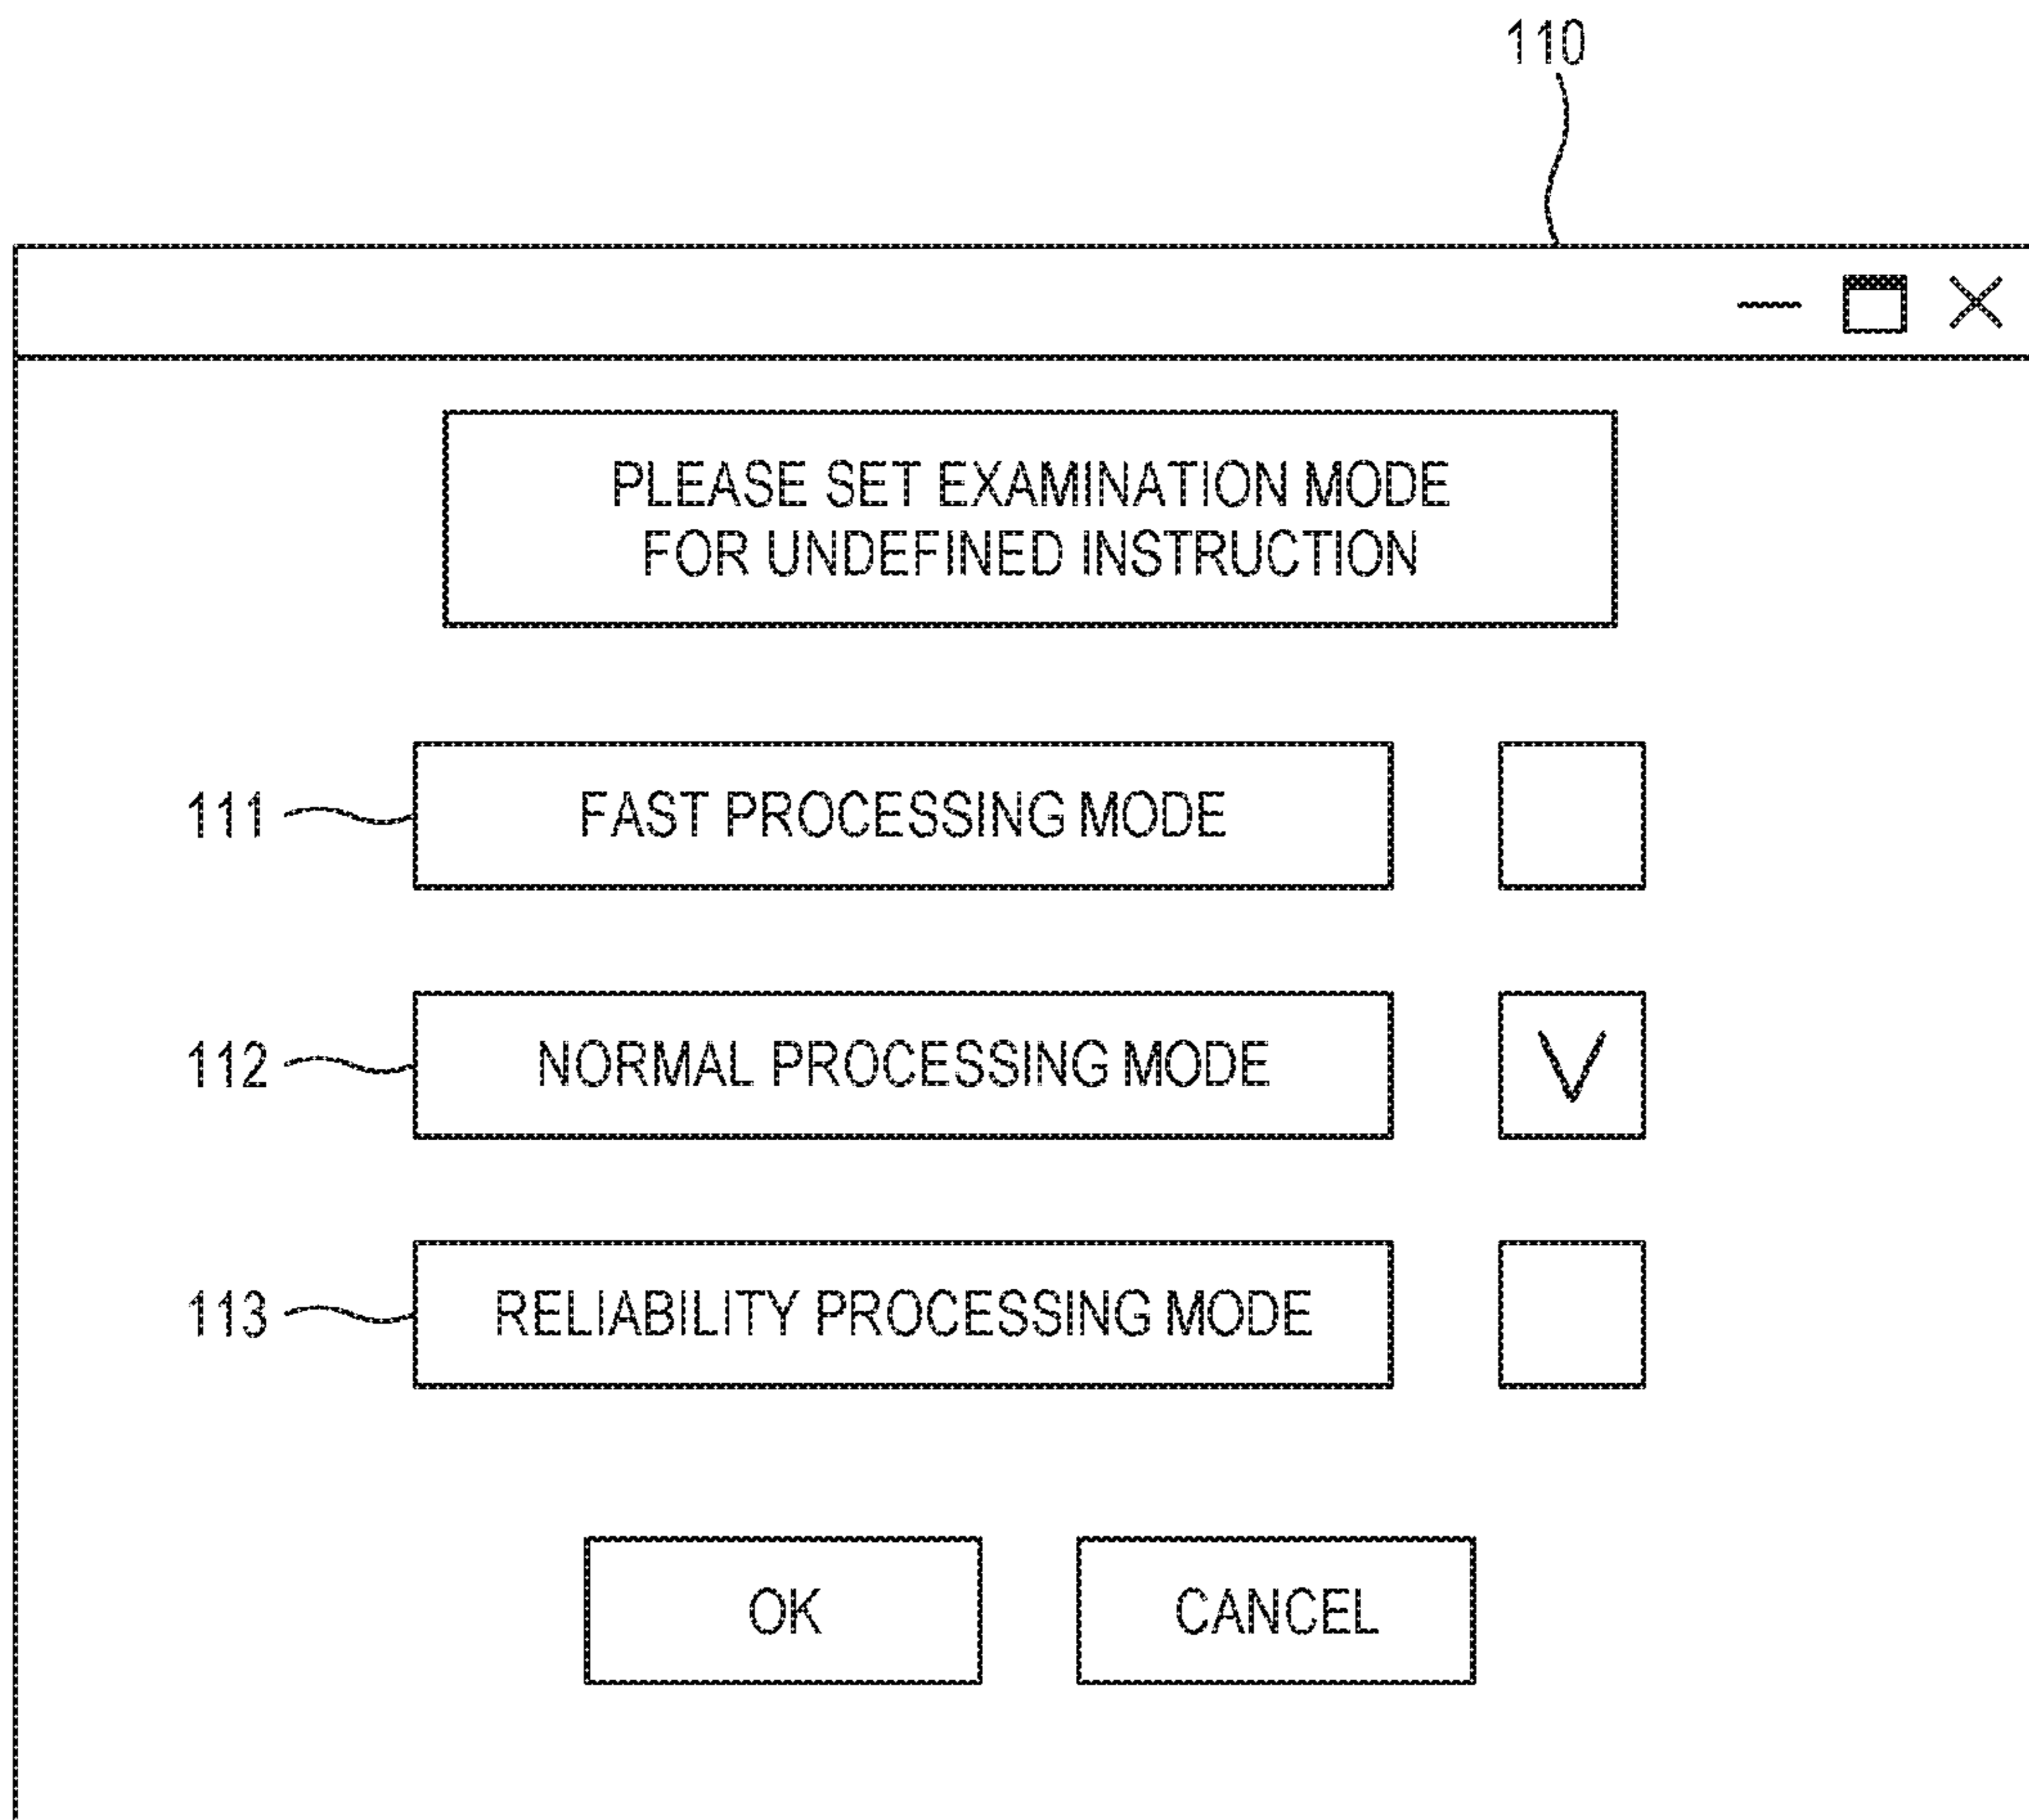 110
PLEASE SET EXAMINATION MODE
FOR UNDEFINED INSTRUCTION
111 FAST PROCESSING MODE
112 NORMAL PROCESSING MODE
113 RELIABILITY PROCESSING MODE
OK CANCEL